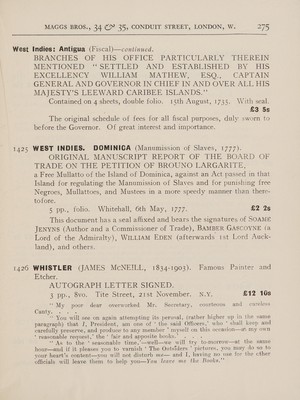 MAGGS BROS., 34 & 35, CONDUIT STREET, LONDON, W. 275
West Indies: Antigua (Fiscal)—continued.
BRANCHES OF HIS OFFICE PARTICULARLY THEREIN
MENTIONED "SETTLED AND ESTABLISHED BY HIS
EXCELLENCY WILLIAM MATHEW, ESQ., CAPTAIN
GENERAL AND GOVERNOR IN CHIEF IN AND OVER ALL HIS
MAJESTY'S LEEWARD CARIBEE ISLANDS."
Contained on 4 sheets, double folio. 15th August, 1735. With seal.
£3 5s
The original schedule of fees for all fiscal purposes, duly sworn to
before the Governor. Of great interest and importance.
1425 WEST INDIES. DOMINICA (Manumission of Slaves, 1777).
ORIGINAL MANUSCRIPT REPORT OF THE BOARD OF
TRADE ON THE PETITION OF BROUNO LARGARITE,
a Free Mullatto of the Island of Dominica, against an Act passed in that
Island for regulating the Manumission of Slaves and for punishing free
Negroes, Mullattoes, and Mustees in a more speedy manner than there-
tofore.
5 pp., folio. Whitehall, 6th May, 1777. £2 2s
This document has a seal affixed and bears the signatures of SOAME
JENYNS (Author and a Commissioner of Trade), BAMBER GASCOYNE (a
Lord of the Admiralty), WILLIAM EDEN (afterwards 1st Lord Auck-
land), and others.
1426 WHISTLER (JAMES McNEILL, 1834-1903). Famous Painter and
Etcher.
AUTOGRAPH LETTER SIGNED.
3 pp., 8vo. Tite Street, 21st November. N.Y. £12 10s
"My poor dear overworked Mr. Secretary, courteous and careless
Canty, . . .
"You will see on again attempting its perusal, (rather higher up in the same
paragraph) that I, President, am one of 'the said Officers,' who 'shall keep and
carefully preserve, and produce to any member' myself on this occasion—at my own
'reasonable request,' the 'fair and approvd books. . . .
"As to the 'reasonable time,'—well—we will try to-morrow—at the same
hour—and if it pleases you to varnish 'The Outsiders' pictures, you may do so to
your heart's content—you will not disturb me—and I, having no use for the other
officials will leave them to help you—You leave me the Books."